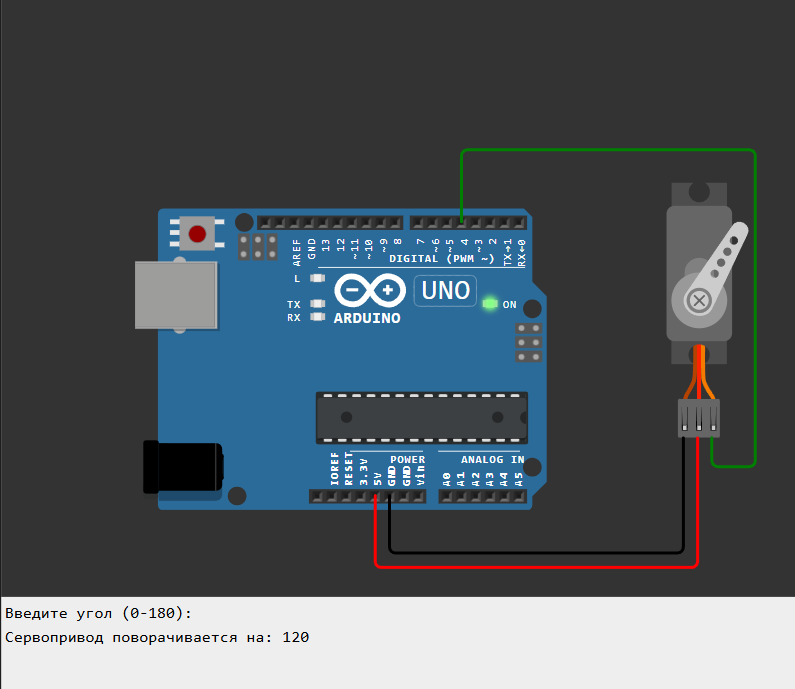 AREF
GND
13
12
~11
~10
~9
8
7
~6
~5
4
~3
2
TX→1
RX←0
DIGITAL (PWM ~)
L
UNO
TX
ON
RX
ARDUINO
POWER
ANALOG IN
IOREF
RESET
3.3V
5V
GND
GND
Vin
A0
A1
A2
A3
A4
A5
Введите угол (0-180):
Сервопривод поворачивается на: 120